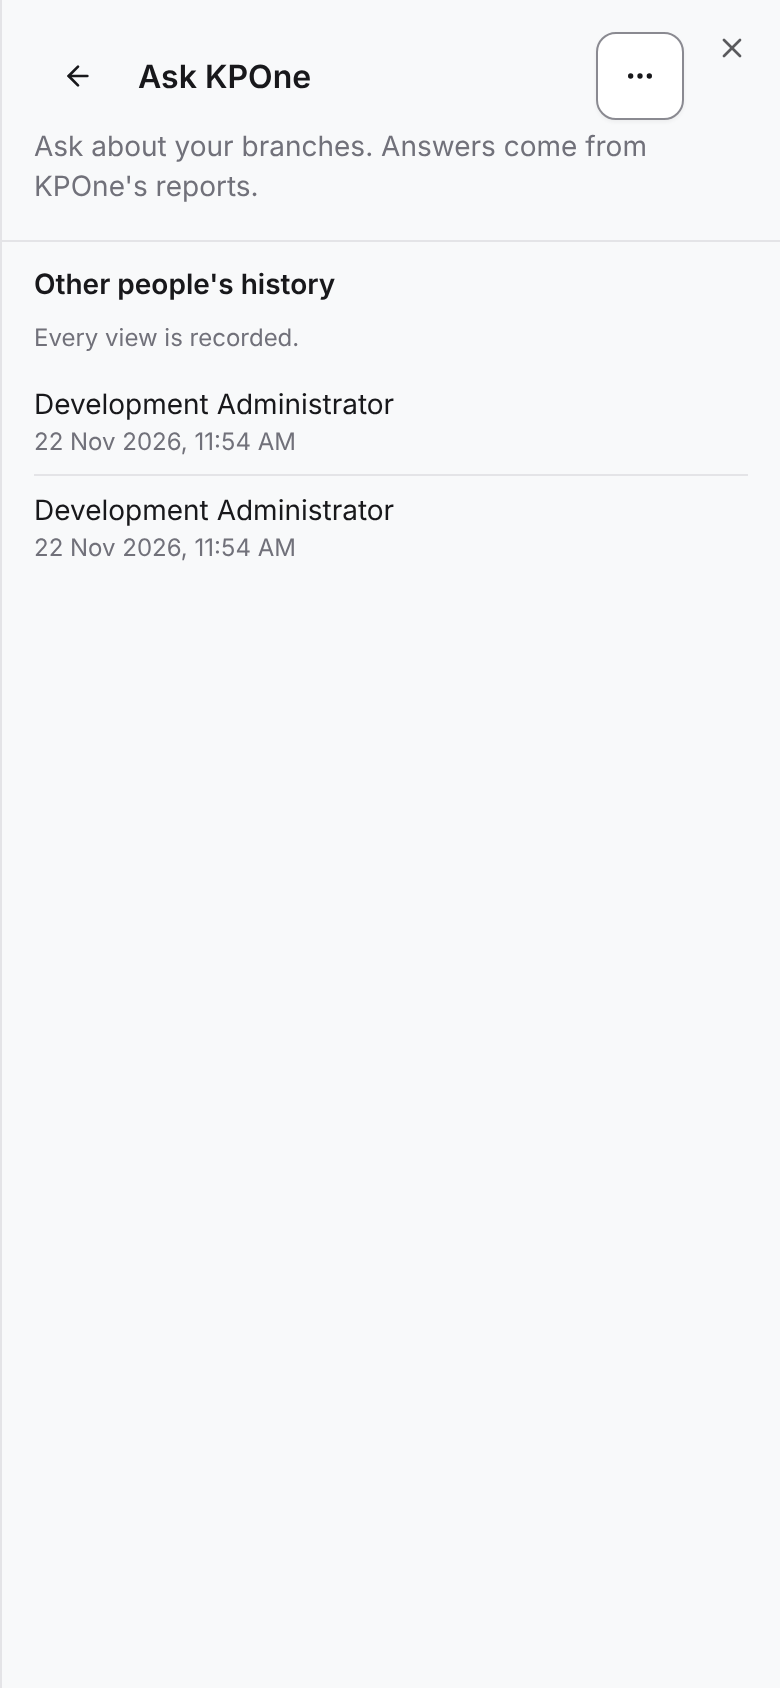 Ask KPOne
Ask about your branches. Answers come from
KPOne's reports.
Other people's history
Every view is recorded.
Development Administrator
22 Nov 2026, 11:54 AM
Development Administrator
22 Nov 2026, 11:54 AM